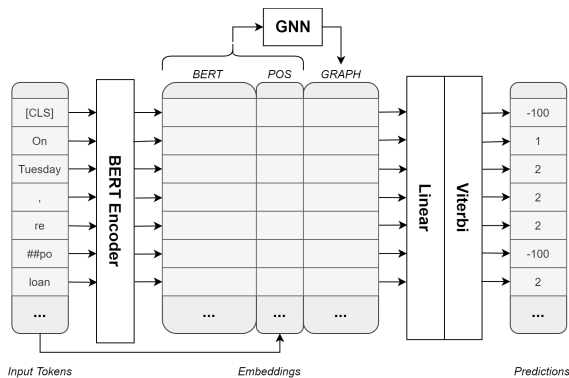 GNN
BERT POS GRAPH
[CLS]
On
Tuesday
,
re
##po
loan
...
BERT Encoder
... ... ...
Linear
Viterbi
-100
1
2
2
2
-100
2
...
Input Tokens Embeddings Predictions